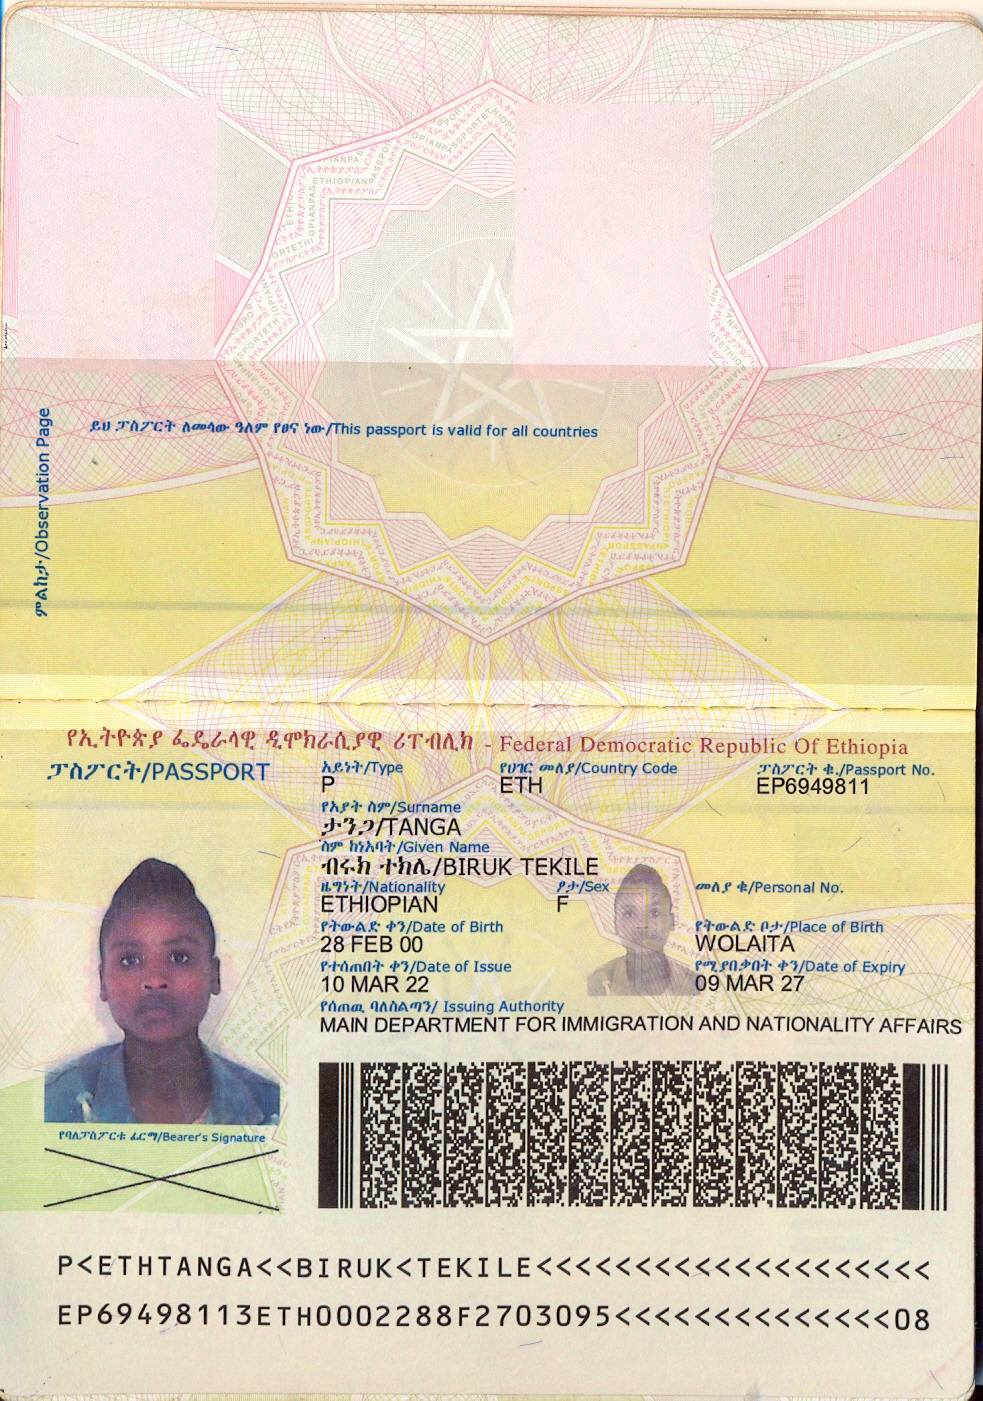 ምልከታ/Observation Page
ይህ ፓስፖርት ለመላው ዓለም የፀና ነው/This passport is valid for all countries
የኢትዮጵያ ፌዴራላዊ ዲሞክራሲያዊ ሪፐብሊክ - Federal Democratic Republic Of Ethiopia
ፓስፖርት/PASSPORT
አይነት/Type
P
የሀገር መለያ/Country Code
ETH
ፓስፖርት ቁ./Passport No.
EP6949811
የአያት ስም/Surname
ታንጋ/TANGA
ስም ከነአባት/Given Name
ብሩክ ተክሌ/BIRUK TEKILE
ዜግነት/Nationality
ETHIOPIAN
ፆታ/Sex
F
መለያ ቁ/Personal No.
የትውልድ ቀን/Date of Birth
28 FEB 00
የትውልድ ቦታ/Place of Birth
WOLAITA
የተሰጠበት ቀን/Date of Issue
10 MAR 22
የሚያበቃበት ቀን/Date of Expiry
09 MAR 27
የሰጠዉ ባለስልጣን/ Issuing Authority
MAIN DEPARTMENT FOR IMMIGRATION AND NATIONALITY AFFAIRS
የባለፓስፖርቱ ፊርማ/Bearer's Signature
P<ETHTANGA<<BIRUK<TEKILE<<<<<<<<<<<<<<<<<<<<
EP69498113ETH0002288F2703095<<<<<<<<<<<<<<08